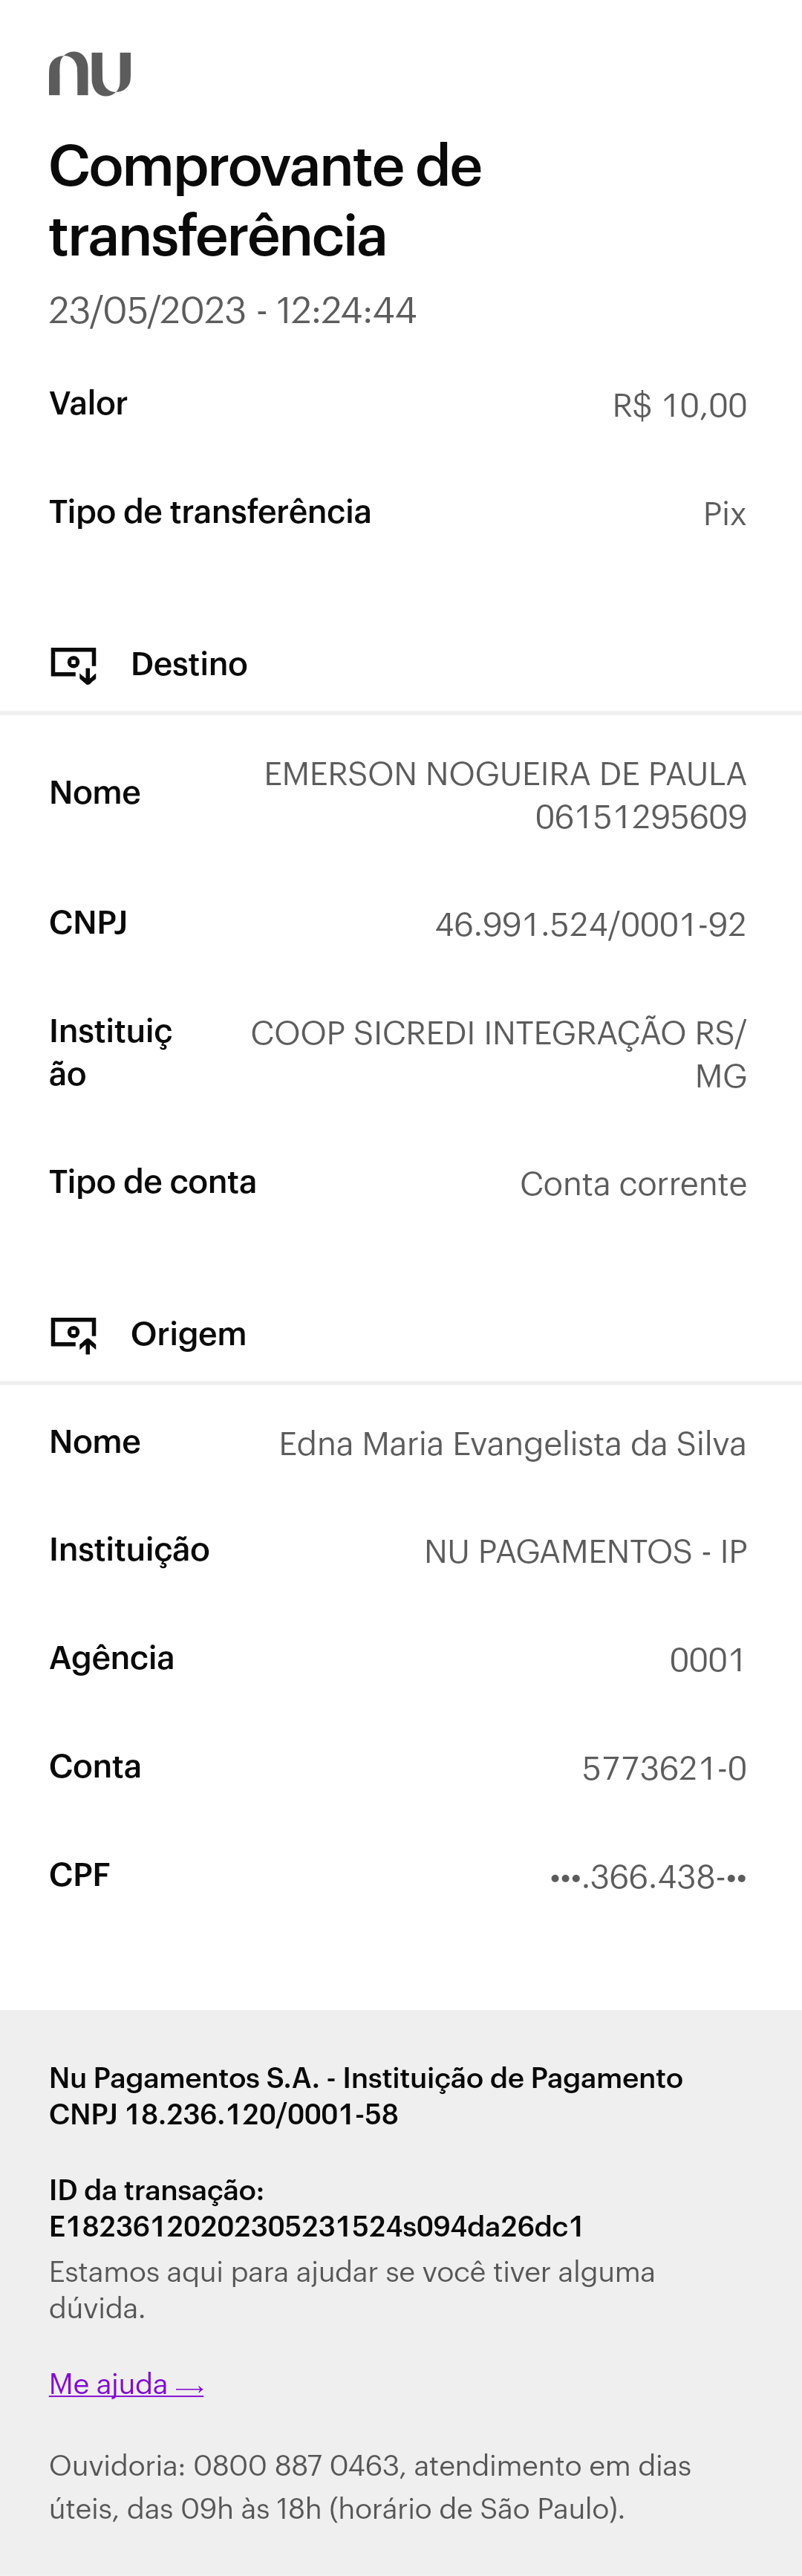 nu
Comprovante de
transferência
23/05/2023 - 12:24:44
Valor R$ 10,00
Tipo de transferência Pix
Destino
Nome EMERSON NOGUEIRA DE PAULA
06151295609
CNPJ 46.991.524/0001-92
Instituiç COOP SICREDI INTEGRAÇÃO RS/
ão MG
Tipo de conta Conta corrente
Origem
Nome Edna Maria Evangelista da Silva
Instituição NU PAGAMENTOS - IP
Agência 0001
Conta 5773621-0
CPF •••.366.438-••
Nu Pagamentos S.A. - Instituição de Pagamento
CNPJ 18.236.120/0001-58
ID da transação:
E18236120202305231524s094da26dc1
Estamos aqui para ajudar se você tiver alguma
dúvida.
Me ajuda →
Ouvidoria: 0800 887 0463, atendimento em dias
úteis, das 09h às 18h (horário de São Paulo).